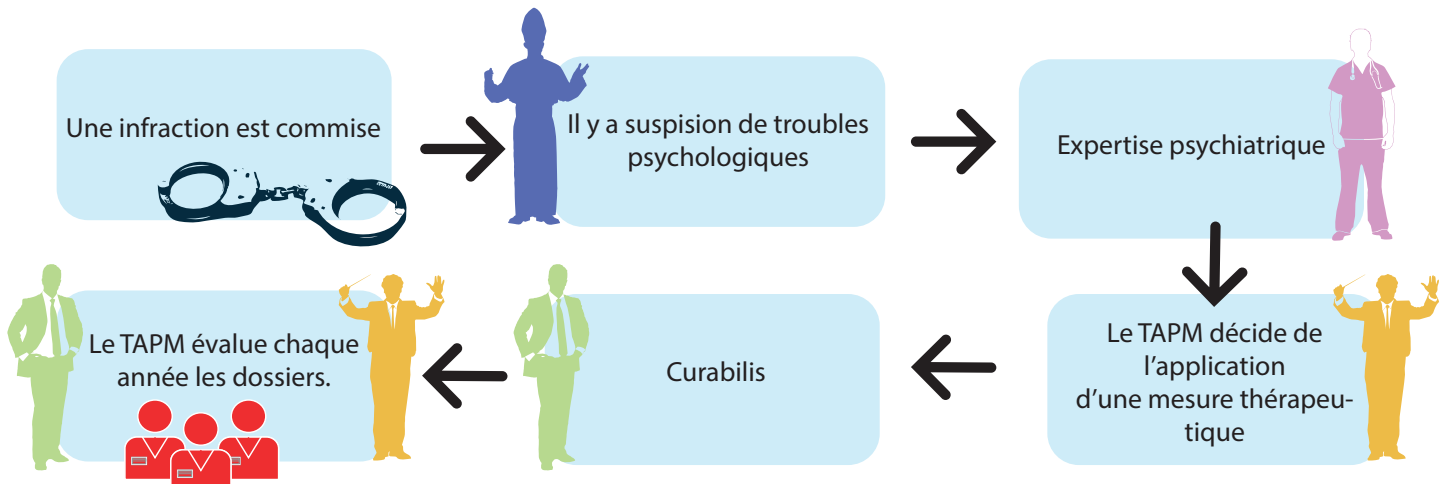 Une infraction est commise
Il y a suspision de troubles
psychologiques
Expertise psychiatrique
Le TAPM décide de
l'application
d'une mesure thérapeu-
tique
Curabilis
Le TAPM évalue chaque
année les dossiers.